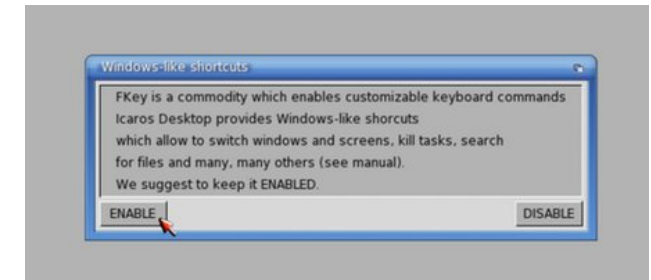 Windows-like shortcuts
FKey is a commodity which enables customizable keyboard commands
Icaros Desktop provides Windows-like shorcuts
which allow to switch windows and screens, kill tasks, search
for files and many, many others (see manual).
We suggest to keep it ENABLED.
ENABLE DISABLE